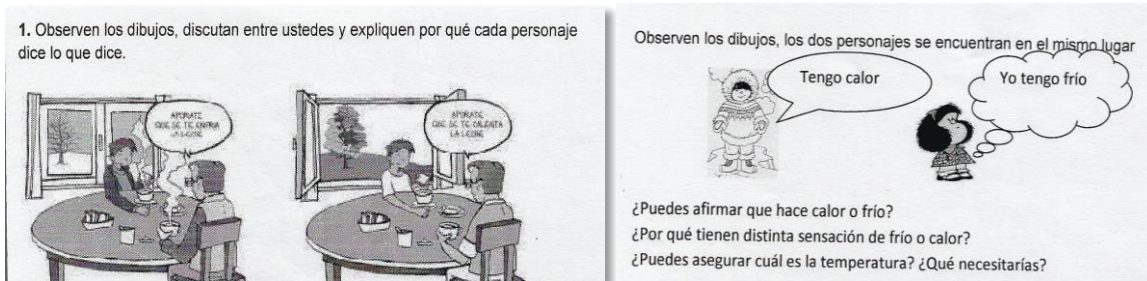 1. Observen los dibujos, discutan entre ustedes y expliquen por qué cada personaje
dice lo que dice.
APÚRATE
QUE SE TE ENFRÍA
LA LECHE
APÚRATE
QUE SE TE CALIENTA
LA LECHE
Observen los dibujos, los dos personajes se encuentran en el mismo lugar
Tengo calor
Yo tengo frío
¿Puedes afirmar que hace calor o frío?
¿Por qué tienen distinta sensación de frío o calor?
¿Puedes asegurar cuál es la temperatura? ¿Qué necesitarías?